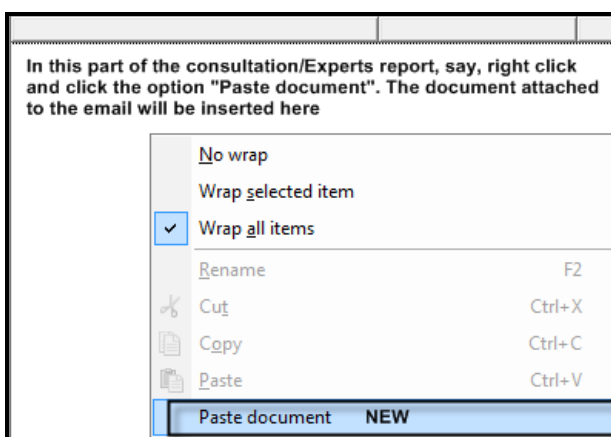 In this part of the consultation/Experts report, say, right click
and click the option "Paste document". The document attached
to the email will be inserted here
No wrap
Wrap selected item
Wrap all items
Rename F2
Cut Ctrl+X
Copy Ctrl+C
Paste Ctrl+V
Paste document NEW